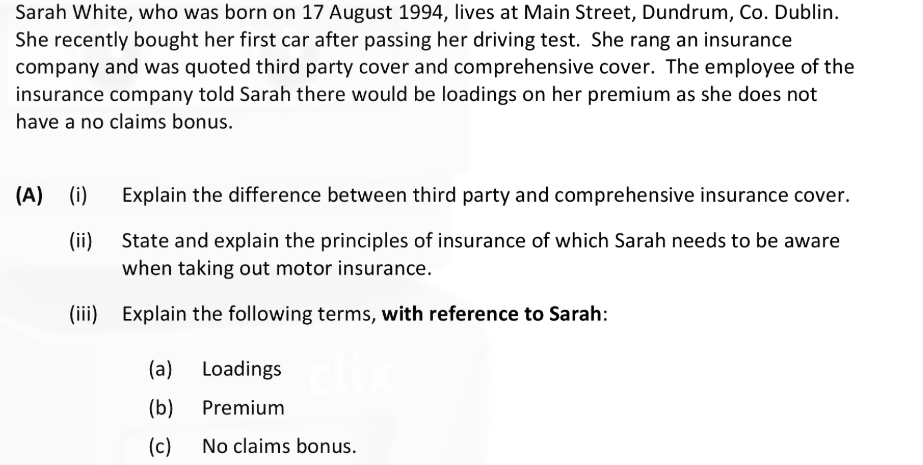 Sarah White, who was born on 17 August 1994, lives at Main Street, Dundrum, Co. Dublin.
She recently bought her first car after passing her driving test.  She rang an insurance
company and was quoted third party cover and comprehensive cover.  The employee of the
insurance company told Sarah there would be loadings on her premium as she does not
have a no claims bonus.
(A) (i) Explain the difference between third party and comprehensive insurance cover.
(ii) State and explain the principles of insurance of which Sarah needs to be aware
when taking out motor insurance.
(iii) Explain the following terms, with reference to Sarah:
(a) Loadings
clix
(b) Premium
(c) No claims bonus.